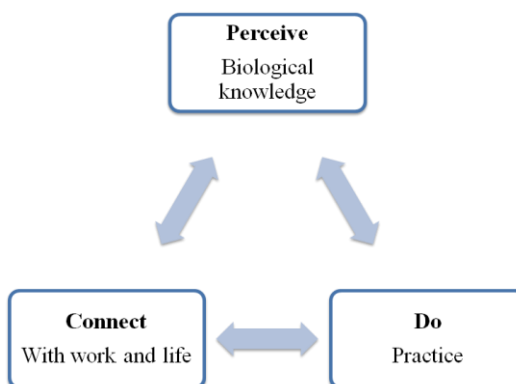 Perceive
Biological
knowledge
Connect
With work and life
Do
Practice